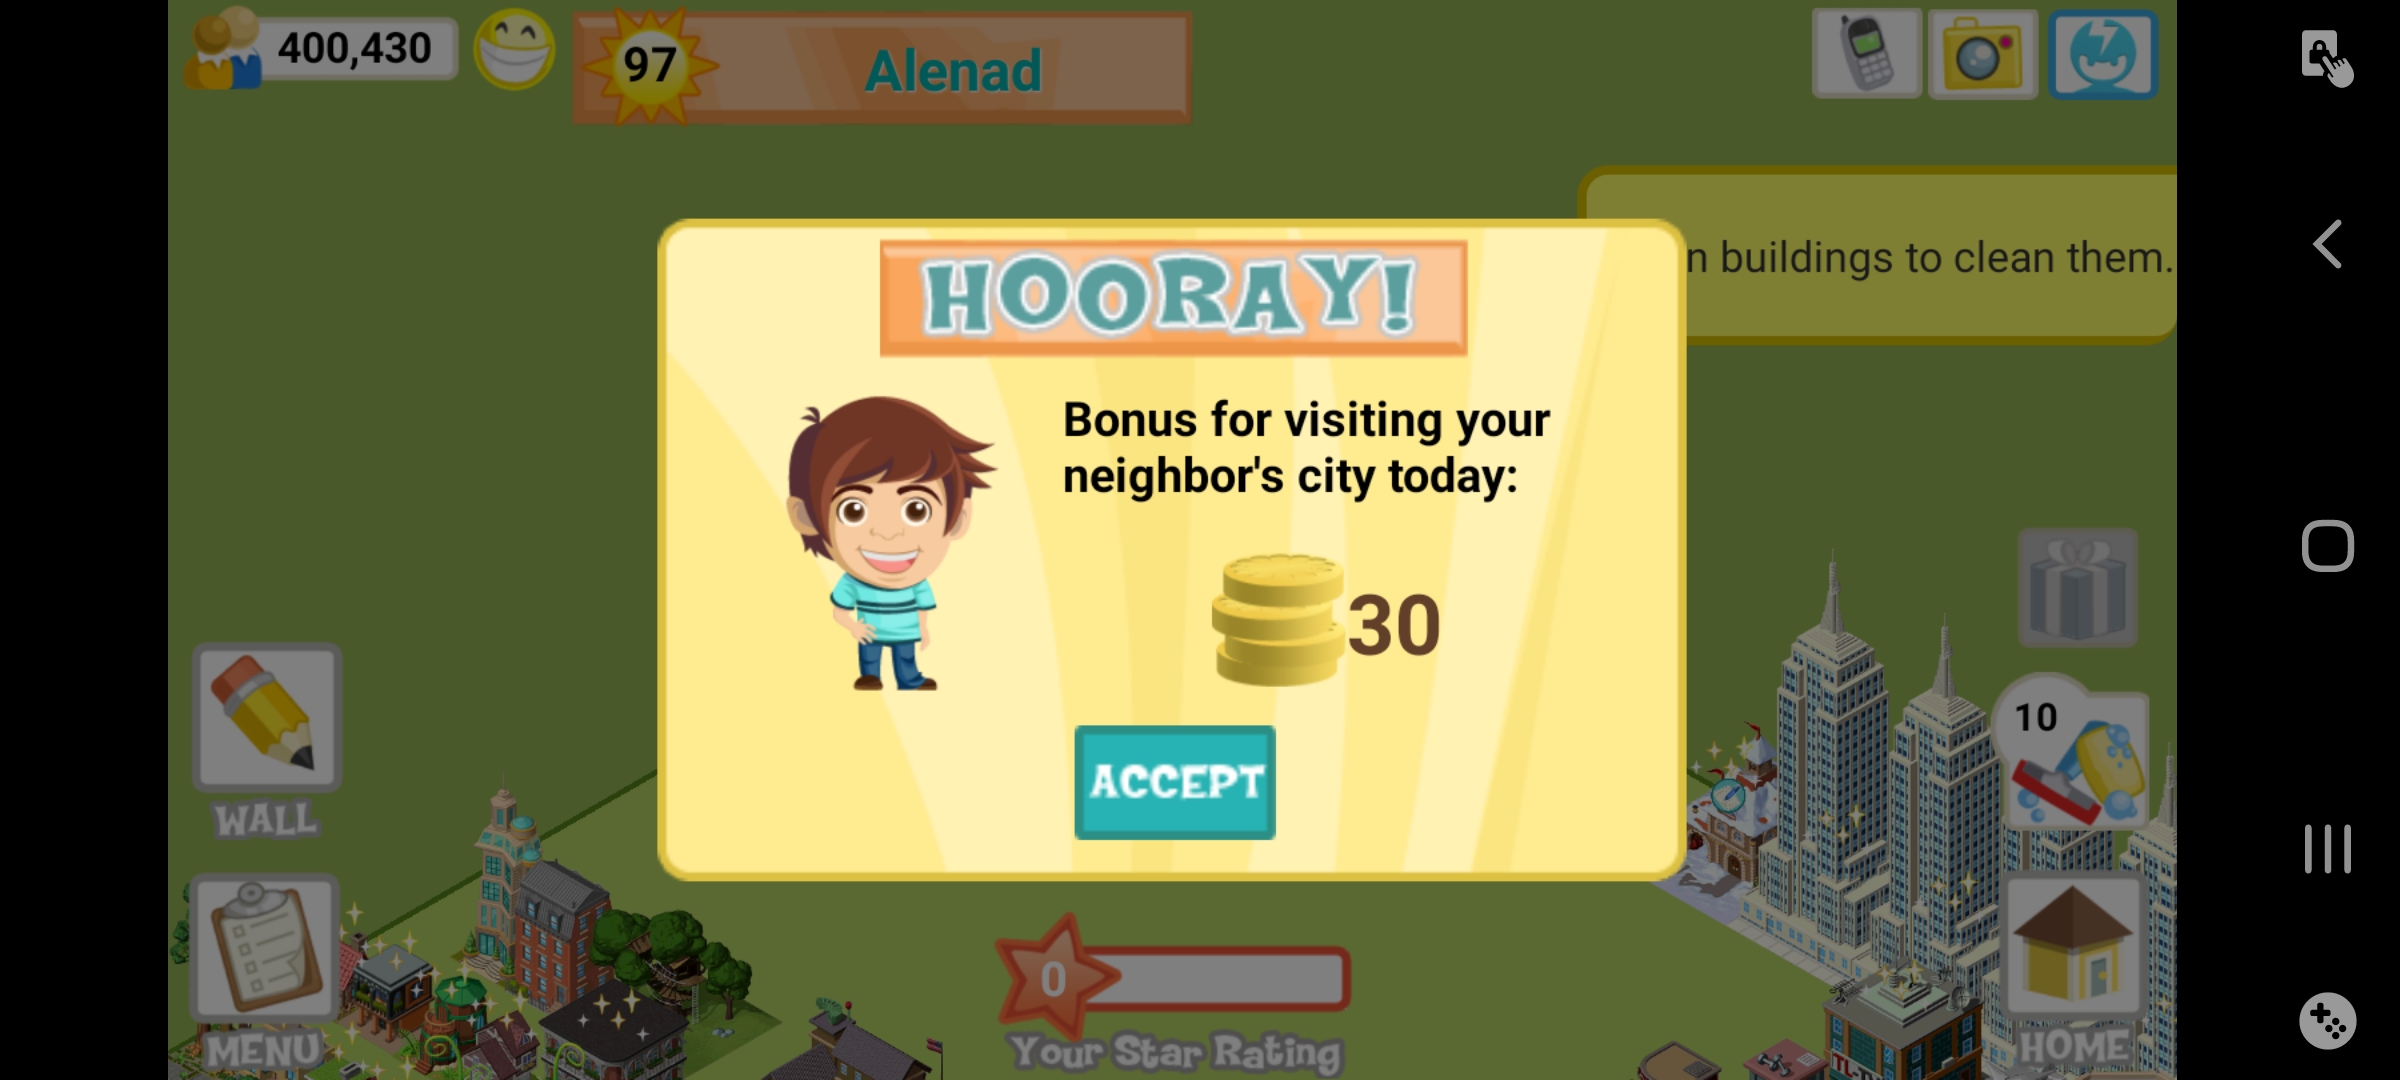 400,430
97
Alenad
n buildings to clean them.
HOORAY!
Bonus for visiting your
neighbor's city today:
30
ACCEPT
10
WALL
MENU
0
Your Star Rating
HOME